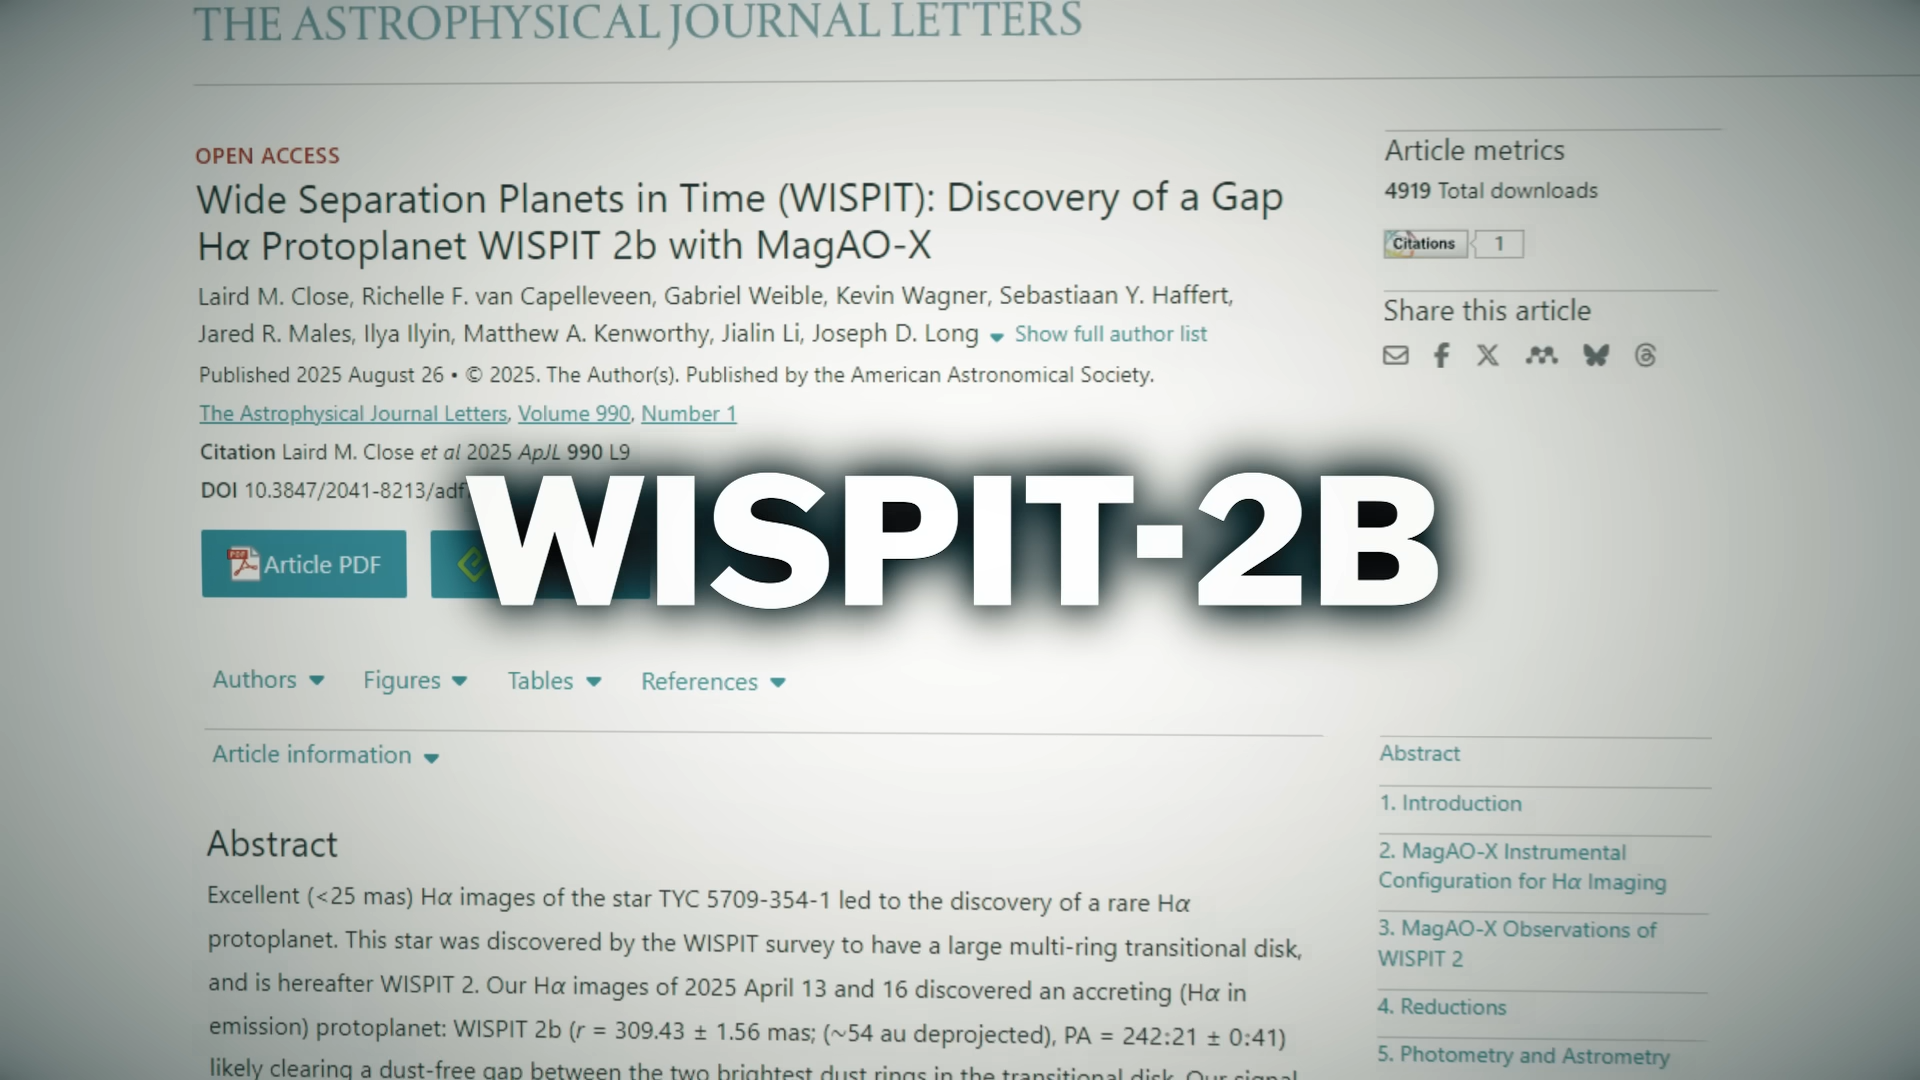 THE ASTROPHYSICAL JOURNAL LETTERS
OPEN ACCESS
Wide Separation Planets in Time (WISPIT): Discovery of a Gap
Hα Protoplanet WISPIT 2b with MagAO-X
Laird M. Close, Richelle F. van Capelleveen, Gabriel Weible, Kevin Wagner, Sebastiaan Y. Haffert,
Jared R. Males, Ilya Ilyin, Matthew A. Kenworthy, Jialin Li, Joseph D. Long Show full author list
Published 2025 August 26 • © 2025. The Author(s). Published by the American Astronomical Society.
The Astrophysical Journal Letters, Volume 990, Number 1
Citation Laird M. Close et al 2025 ApJL 990 L9
DOI 10.3847/2041-8213/adf
Article PDF
WISPIT-2B
Authors Figures Tables References
Article information
Abstract
Excellent (<25 mas) Hα images of the star TYC 5709-354-1 led to the discovery of a rare Hα
protoplanet. This star was discovered by the WISPIT survey to have a large multi-ring transitional disk,
and is hereafter WISPIT 2. Our Hα images of 2025 April 13 and 16 discovered an accreting (Hα in
emission) protoplanet: WISPIT 2b (r = 309.43 ± 1.56 mas; (~54 au deprojected), PA = 242:21 ± 0:41)
likely clearing a dust-free gap between the two brightest dust rings in the transitional disk. Our signal
Article metrics
4919 Total downloads
Citations 1
Share this article
Abstract
1. Introduction
2. MagAO-X Instrumental
Configuration for Hα Imaging
3. MagAO-X Observations of
WISPIT 2
4. Reductions
5. Photometry and Astrometry